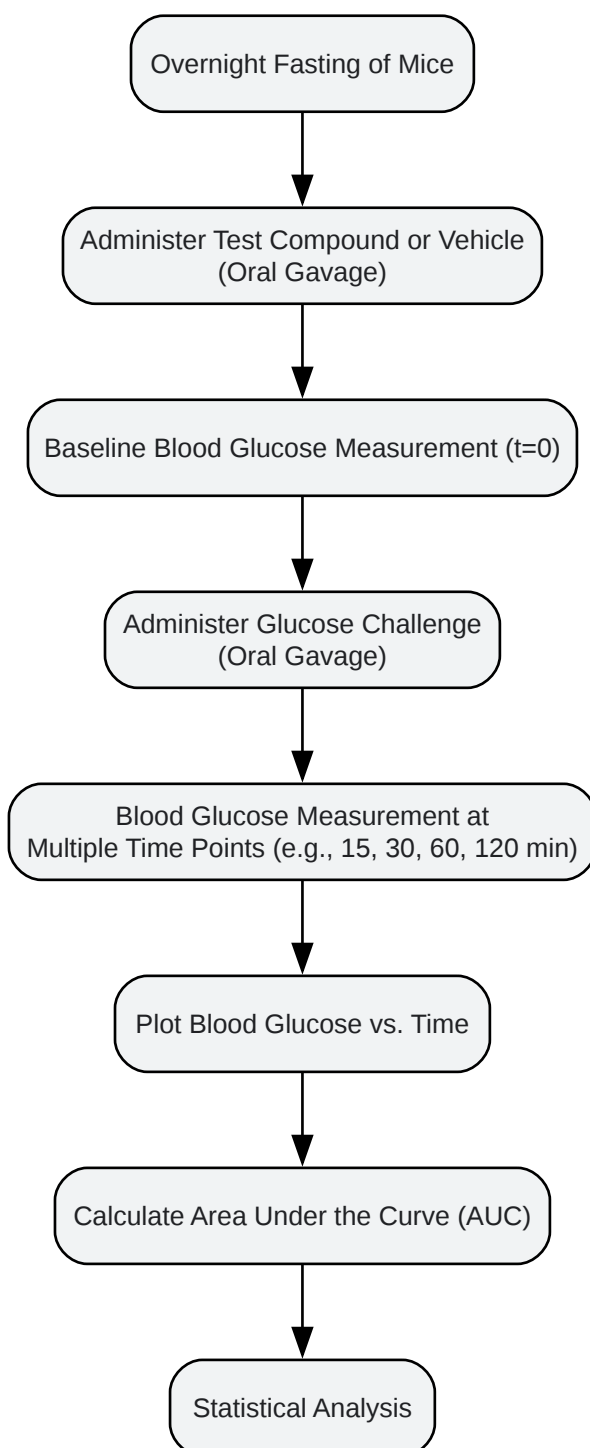 Overnight Fasting of Mice
Administer Test Compound or Vehicle
(Oral Gavage)
Baseline Blood Glucose Measurement (t=0)
Administer Glucose Challenge
(Oral Gavage)
Blood Glucose Measurement at
Multiple Time Points (e.g., 15, 30, 60, 120 min)
Plot Blood Glucose vs. Time
Calculate Area Under the Curve (AUC)
Statistical Analysis